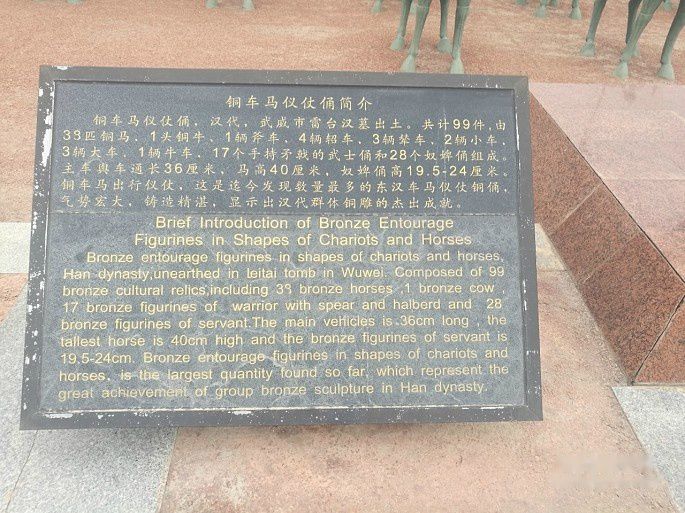 铜车马仪仗俑简介
铜车马仪仗俑，汉代，武威市雷台汉墓出土。共计99件，由
38匹铜马、1头铜牛、1辆斧车、4辆轺车、3辆辇车、2辆小车、
3辆大车、1辆牛车、17个手持矛戟的武士俑和28个奴婢俑组成。
主车舆车通长36厘米，马高40厘米，奴婢俑高19.5-24厘米。
铜车马出行仪仗，这是迄今发现数量最多的东汉车马仪仗铜俑，
气势宏大，铸造精湛，显示出汉代群体铜雕的杰出成就。
Brief Introduction of Bronze Entourage
Figurines in Shapes of Chariots and Horses
Bronze entourage figurines in shapes of chariots and horses,
Han dynasty,unearthed in leitai tomb in Wuwei. Composed of 99
bronze cultural relics,including 38 bronze horses ,1 bronze cow ,
17 bronze figurines of warrior with spear and halberd and 28
bronze figurines of servant.The main vehicles is 36cm long , the
tallest horse is 40cm high and the bronze figurines of servant is
19.5-24cm. Bronze entourage figurines in shapes of chariots and
horses, is the largest quantity found so far, which represent the
great achievement of group bronze sculpture in Han dynasty.